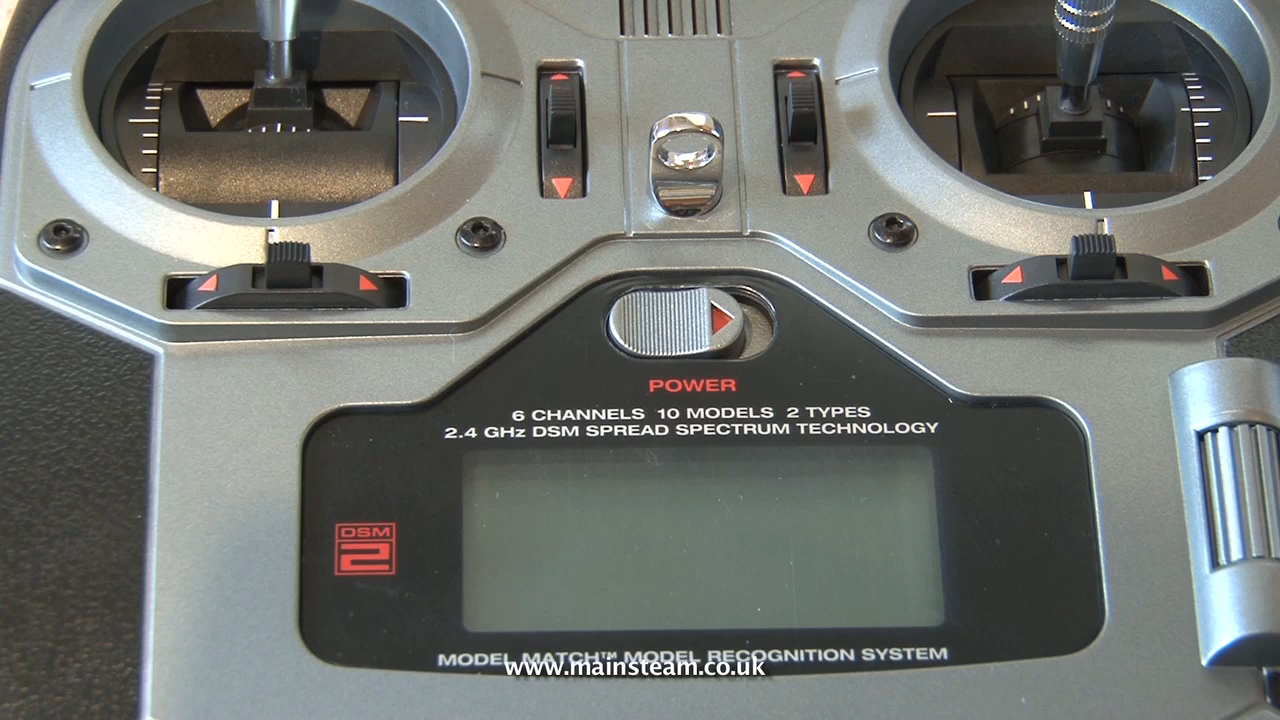 POWER
6 CHANNELS 10 MODELS 2 TYPES
2.4 GHz DSM SPREAD SPECTRUM TECHNOLOGY
DSM
2
MODEL MATCH™ MODEL RECOGNITION SYSTEM
www.mainsteam.co.uk